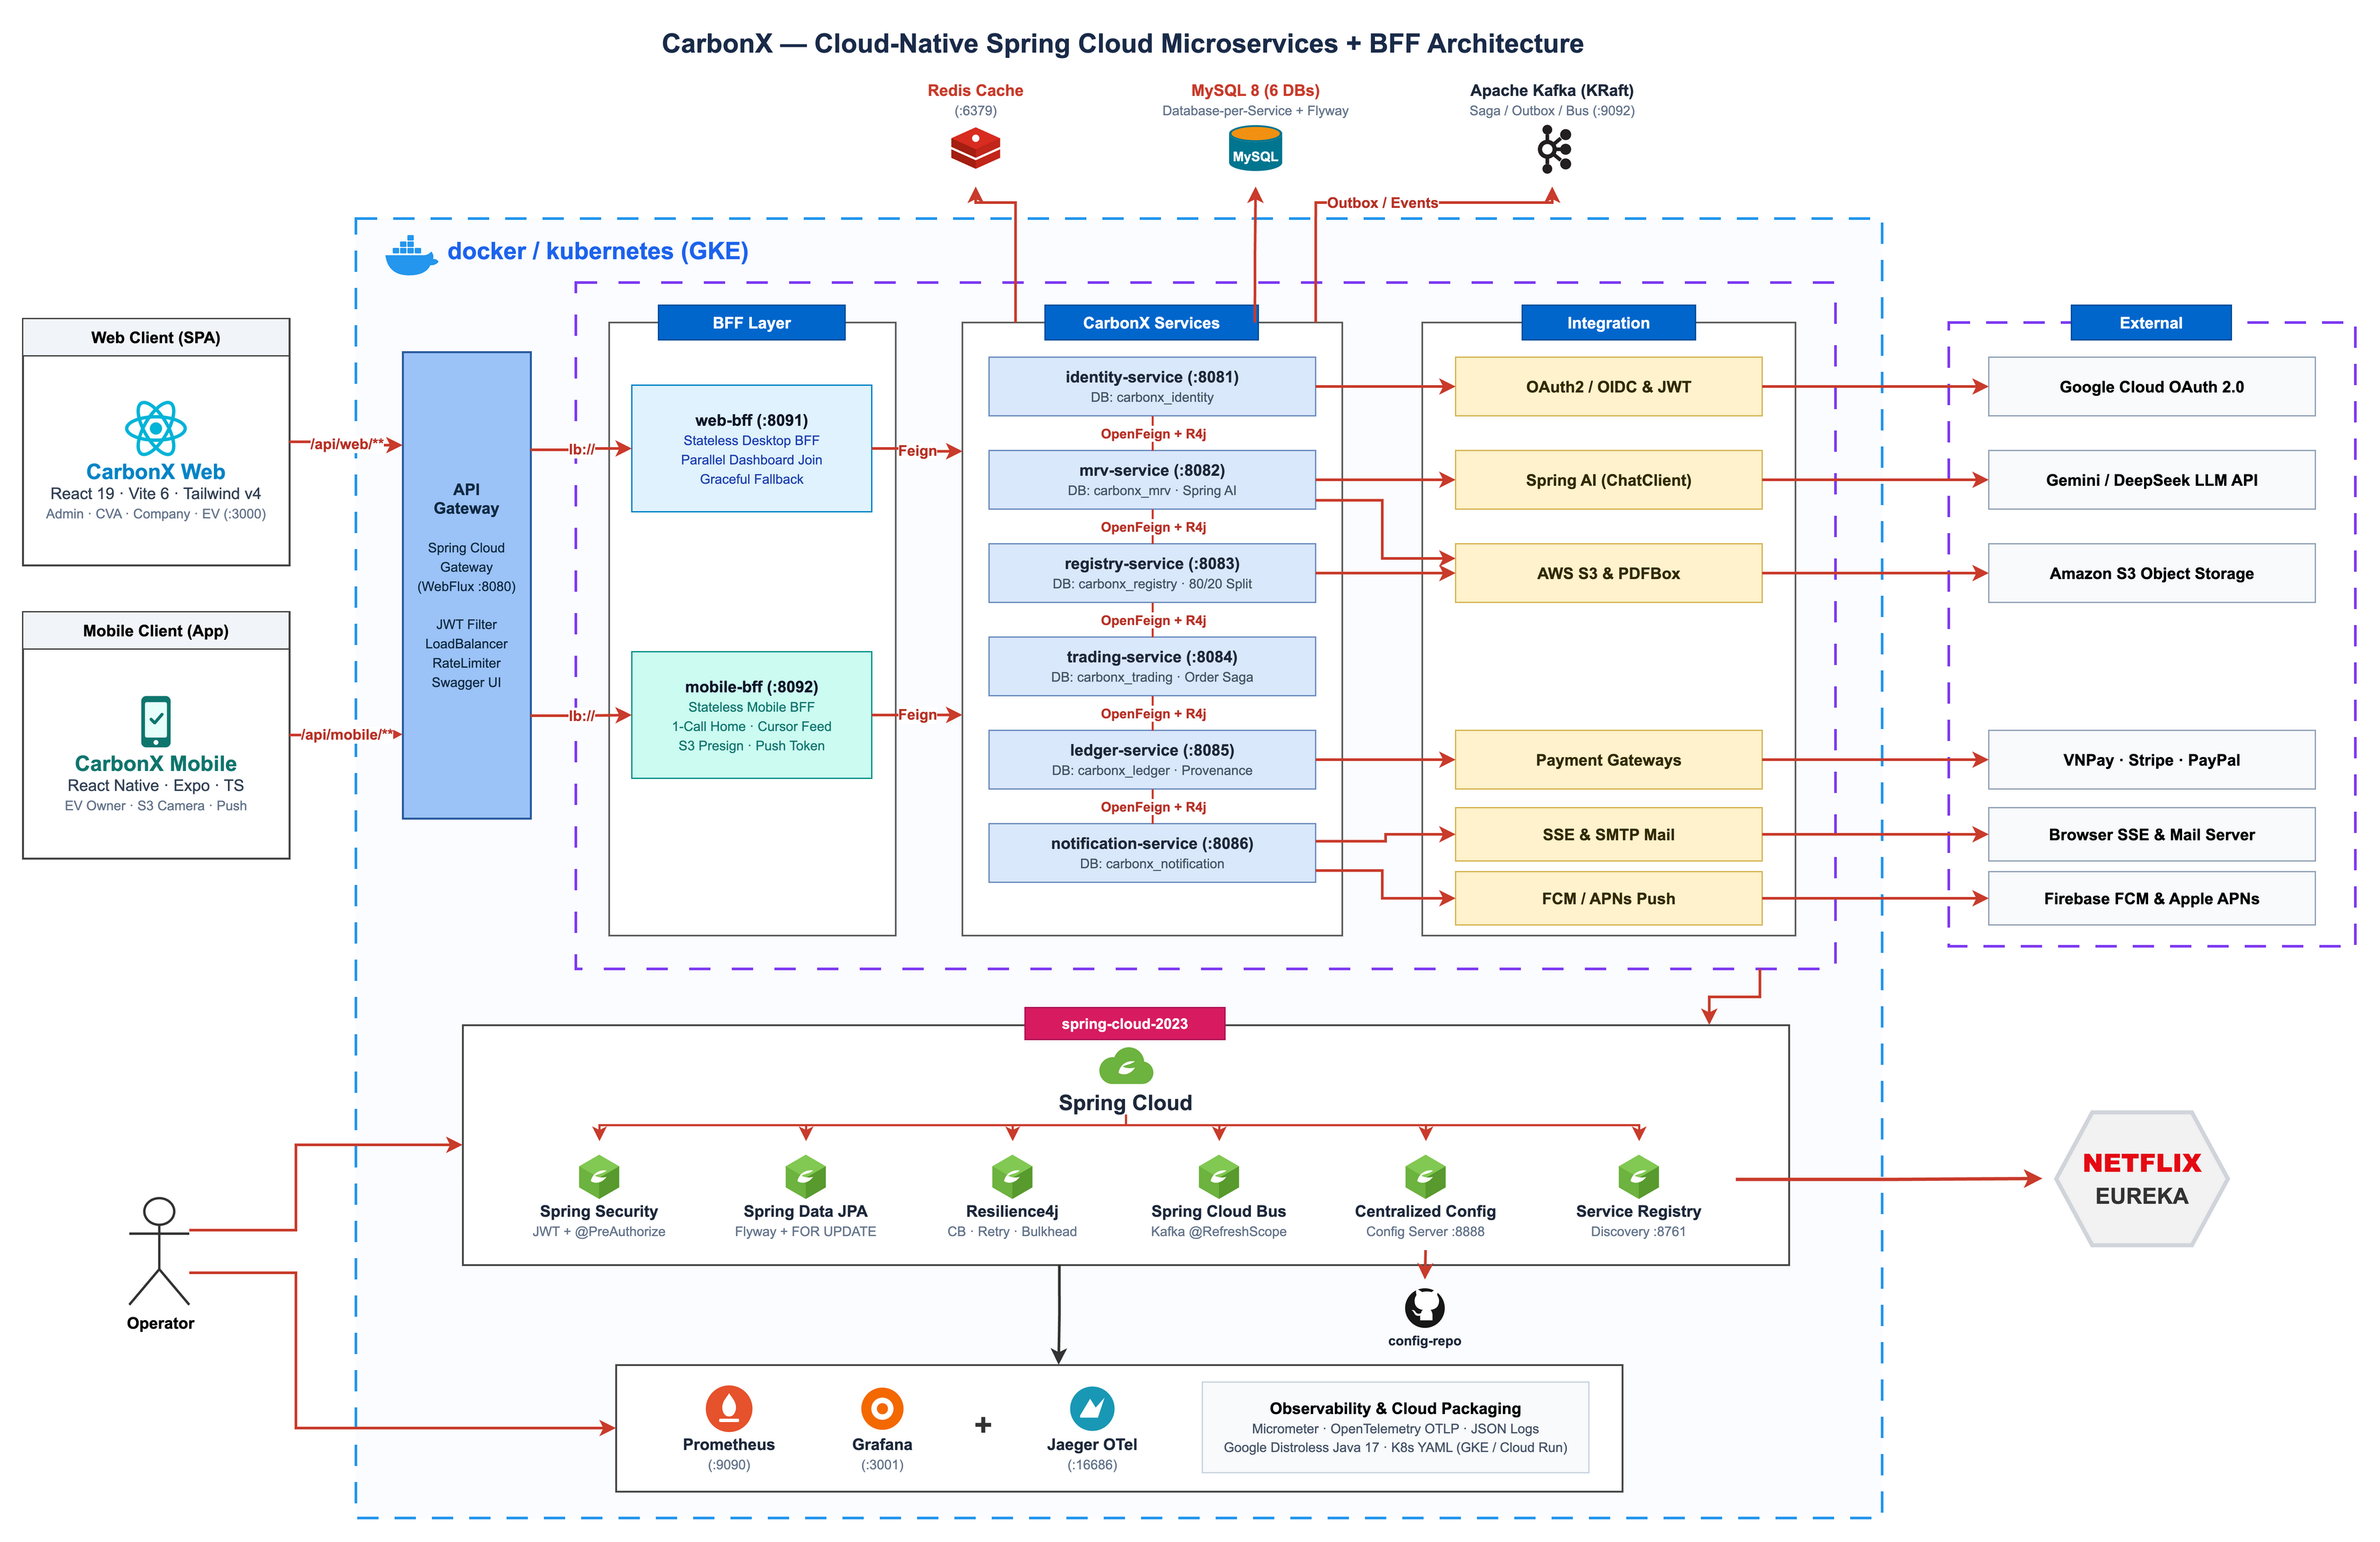 CarbonX — Cloud-Native Spring Cloud Microservices + BFF Architecture
Redis Cache
(:6379)
MySQL 8 (6 DBs)
Database-per-Service + Flyway
MySQL
Apache Kafka (KRaft)
Saga / Outbox / Bus (:9092)
Outbox / Events
docker / kubernetes (GKE)
Web Client (SPA)
CarbonX Web
React 19 · Vite 6 · Tailwind v4
Admin · CVA · Company · EV (:3000)
/api/web/**
Mobile Client (App)
CarbonX Mobile
React Native · Expo · TS
EV Owner · S3 Camera · Push
/api/mobile/**
API
Gateway
Spring Cloud
Gateway
(WebFlux :8080)
JWT Filter
LoadBalancer
RateLimiter
Swagger UI
lb://
lb://
BFF Layer
web-bff (:8091)
Stateless Desktop BFF
Parallel Dashboard Join
Graceful Fallback
mobile-bff (:8092)
Stateless Mobile BFF
1-Call Home · Cursor Feed
S3 Presign · Push Token
Feign
Feign
CarbonX Services
identity-service (:8081)
DB: carbonx_identity
OpenFeign + R4j
mrv-service (:8082)
DB: carbonx_mrv · Spring AI
OpenFeign + R4j
registry-service (:8083)
DB: carbonx_registry · 80/20 Split
OpenFeign + R4j
trading-service (:8084)
DB: carbonx_trading · Order Saga
OpenFeign + R4j
ledger-service (:8085)
DB: carbonx_ledger · Provenance
OpenFeign + R4j
notification-service (:8086)
DB: carbonx_notification
Integration
OAuth2 / OIDC & JWT
Spring AI (ChatClient)
AWS S3 & PDFBox
Payment Gateways
SSE & SMTP Mail
FCM / APNs Push
External
Google Cloud OAuth 2.0
Gemini / DeepSeek LLM API
Amazon S3 Object Storage
VNPay · Stripe · PayPal
Browser SSE & Mail Server
Firebase FCM & Apple APNs
spring-cloud-2023
Spring Cloud
Spring Security
JWT + @PreAuthorize
Spring Data JPA
Flyway + FOR UPDATE
Resilience4j
CB · Retry · Bulkhead
Spring Cloud Bus
Kafka @RefreshScope
Centralized Config
Config Server :8888
Service Registry
Discovery :8761
NETFLIX
EUREKA
config-repo
Operator
Prometheus
(:9090)
Grafana
(:3001)
+
Jaeger OTel
(:16686)
Observability & Cloud Packaging
Micrometer · OpenTelemetry OTLP · JSON Logs
Google Distroless Java 17 · K8s YAML (GKE / Cloud Run)